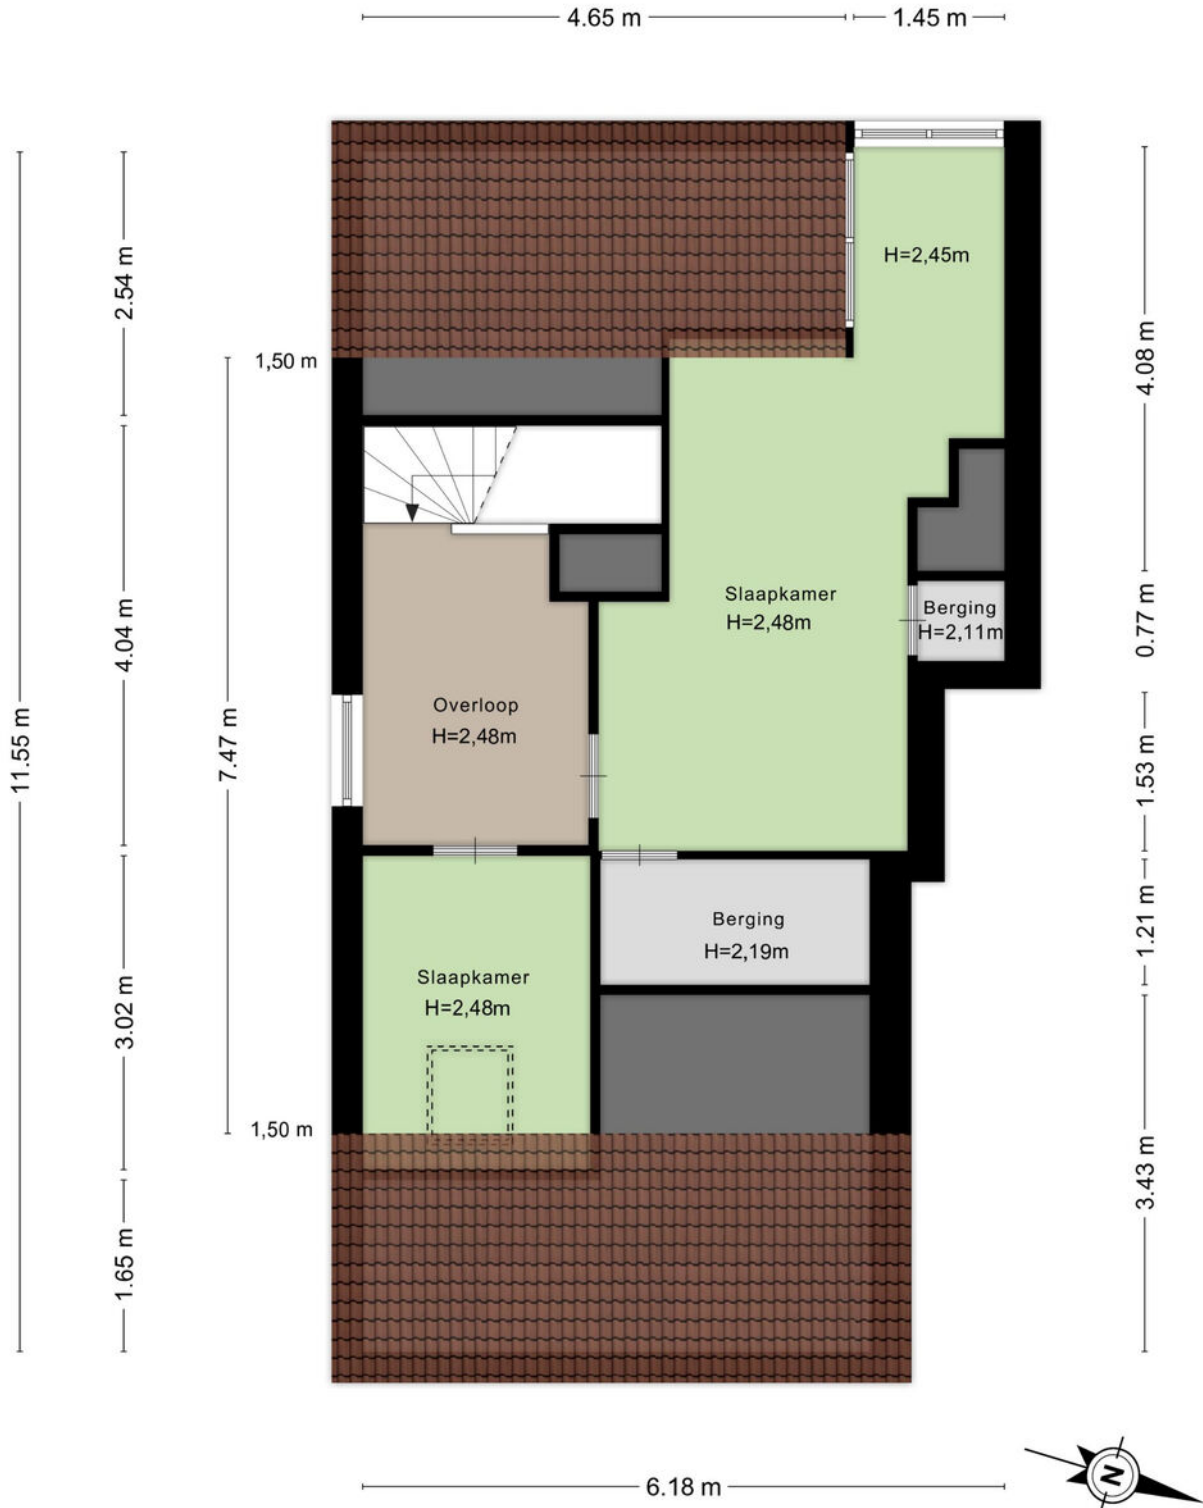 4.65 m
1.45 m
H=2,45m
2.54 m
4.08 m
1,50 m
Slaapkamer
H=2,48m
Berging
H=2,11m
0.77 m
4.04 m
Overloop
H=2,48m
11.55 m
7.47 m
1.53 m
Berging
H=2,19m
1.21 m
Slaapkamer
H=2,48m
3.02 m
1,50 m
3.43 m
1.65 m
N
6.18 m